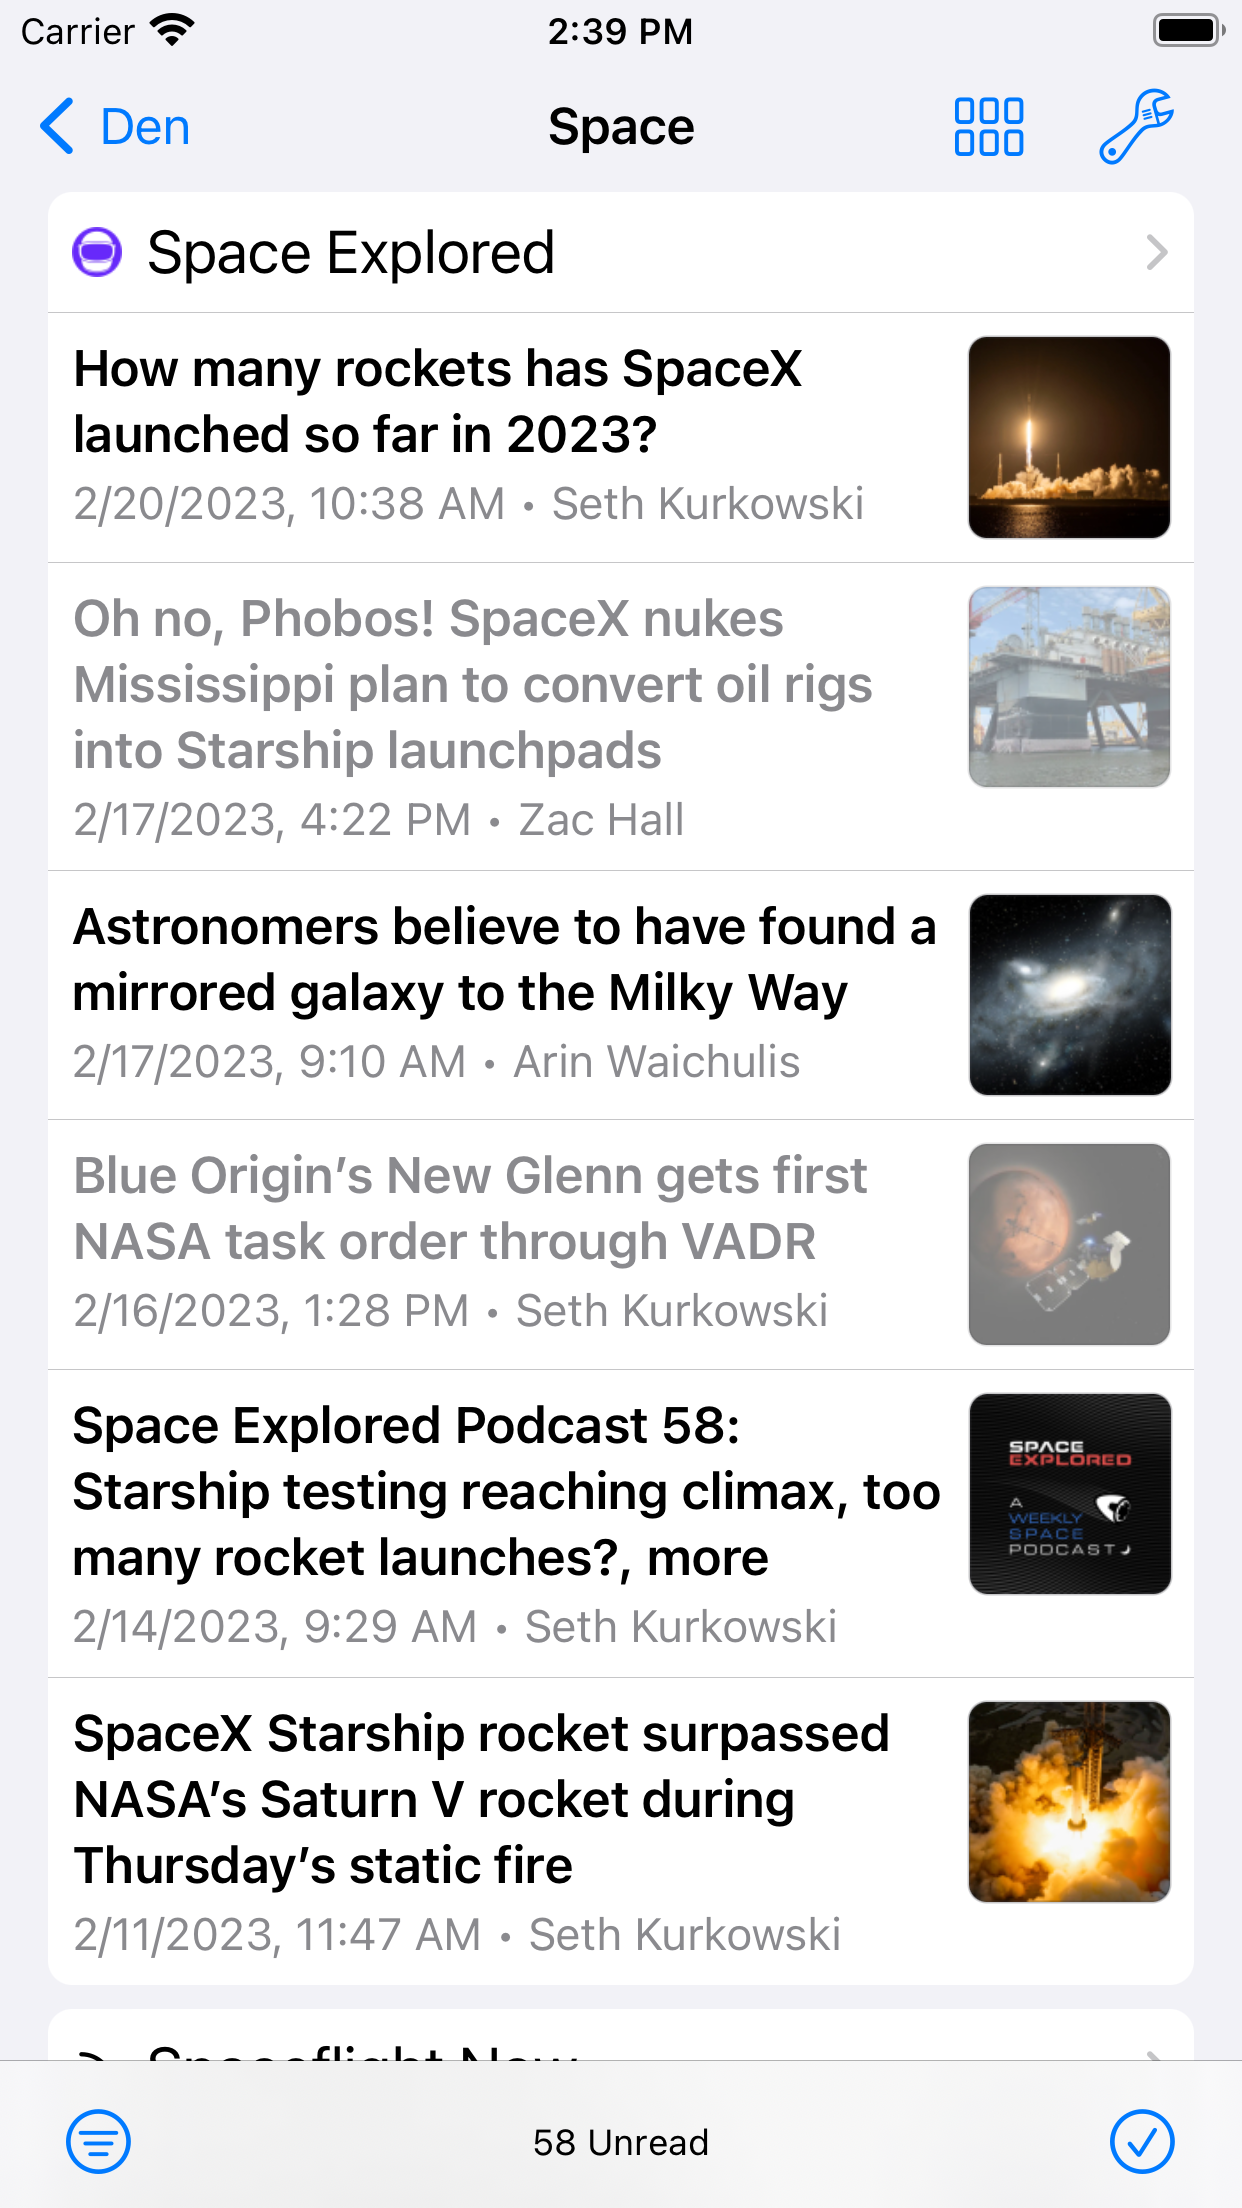 Carrier
2:39 PM
Den
Space
Space Explored
How many rockets has SpaceX
launched so far in 2023?
2/20/2023, 10:38 AM • Seth Kurkowski
Oh no, Phobos! SpaceX nukes
Mississippi plan to convert oil rigs
into Starship launchpads
2/17/2023, 4:22 PM • Zac Hall
Astronomers believe to have found a
mirrored galaxy to the Milky Way
2/17/2023, 9:10 AM • Arin Waichulis
Blue Origin’s New Glenn gets first
NASA task order through VADR
2/16/2023, 1:28 PM • Seth Kurkowski
Space Explored Podcast 58:
Starship testing reaching climax, too
many rocket launches?, more
2/14/2023, 9:29 AM • Seth Kurkowski
SPACE
EXPLORED
A
WEEKLY
SPACE
PODCAST
SpaceX Starship rocket surpassed
NASA’s Saturn V rocket during
Thursday’s static fire
2/11/2023, 11:47 AM • Seth Kurkowski
Spaceflight Now
58 Unread